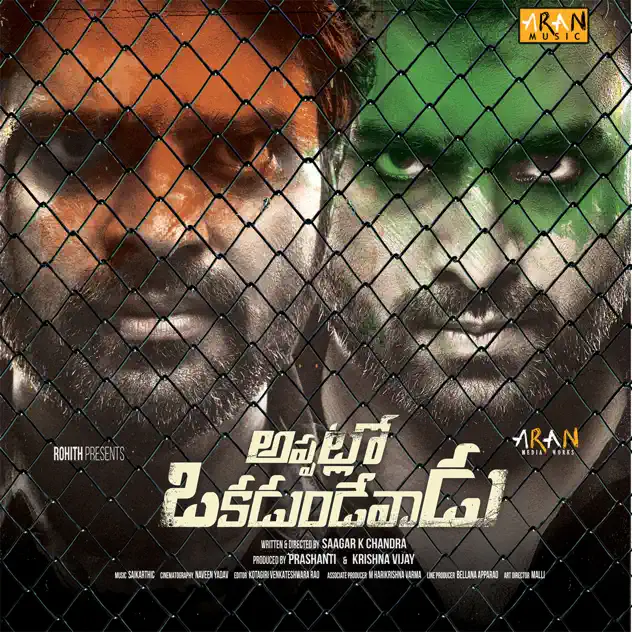 ARAN
MUSIC
ROHITH PRESENTS
అప్పట్లో
ఒకడుండేవాడు
ARAN
MEDIA WORKS
WRITTEN & DIRECTED BY SAAGAR K CHANDRA
PRODUCED BY PRASHANTI & KRISHNA VIJAY
MUSIC SAIKARTHIC CINEMATOGRAPHY NAVEEN YADAV EDITOR KOTAGIRI VENKATESHWARA RAO ASSOCIATE PRODUCER M HARIKRISHNA VARMA LINE PRODUCER BELLANA APPARAO ART DIRECTOR MALLI